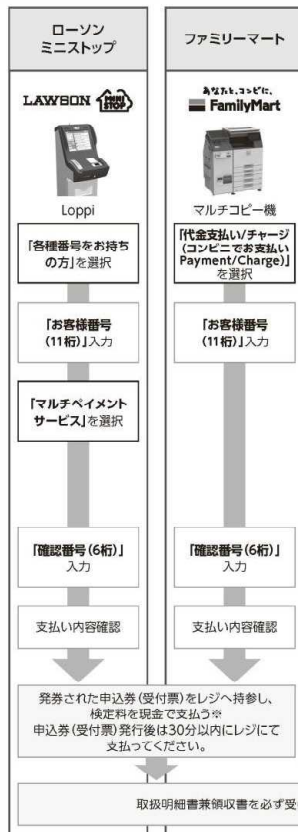 ローソン
ミニストップ
LAWSON MINI STOP
Loppi
「各種番号をお持ち
の方」を選択
「お客様番号
(11桁)」入力
「マルチペイメント
サービス」を選択
「確認番号(6桁)」
入力
支払い内容確認
ファミリーマート
あなたと、コンビに、
FamilyMart
マルチコピー機
「代金支払い/チャージ
(コンビニでお支払い
Payment/Charge)」
を選択
「お客様番号
(11桁)」入力
「確認番号(6桁)」
入力
支払い内容確認
発券された申込券(受付票)をレジへ持参し、
検定料を現金で支払う※
申込券(受付票)発行後は30分以内にレジにて
支払ってください。
取扱明細書兼領収書を必ず受